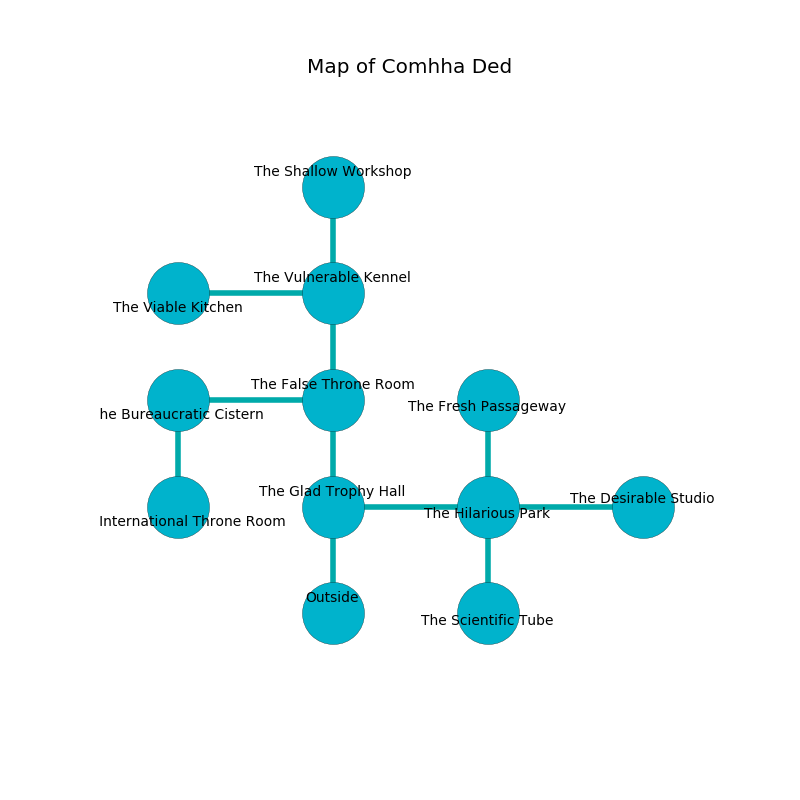 Map of Comhha Ded
The Shallow Workshop
The Vulnerable Kennel
The Viable Kitchen
The False Throne Room
The Fresh Passageway
he Bureaucratic Cistern
The Glad Trophy Hall
The Desirable Studio
The Hilarious Park
International Throne Room
Outside
The Scientific Tube